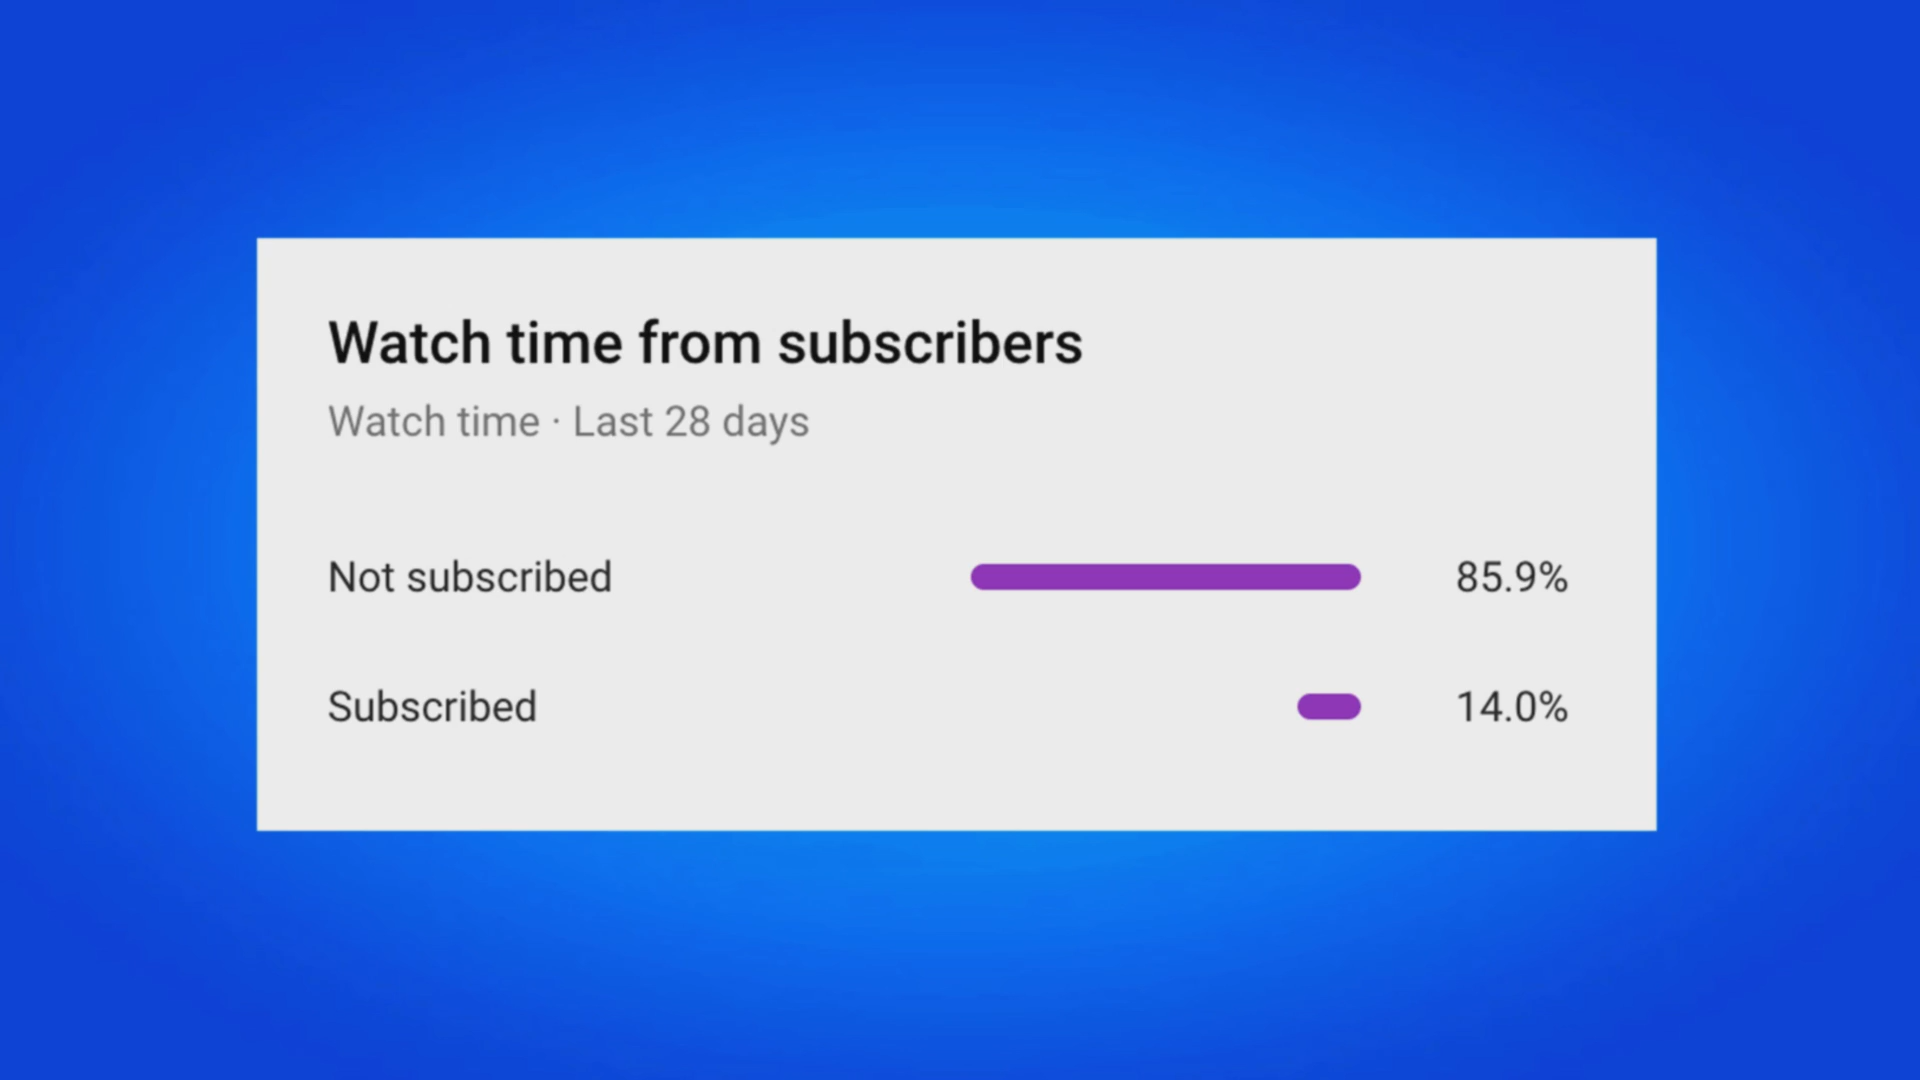 Watch time from subscribers
Watch time · Last 28 days
Not subscribed 85.9%
Subscribed 14.0%